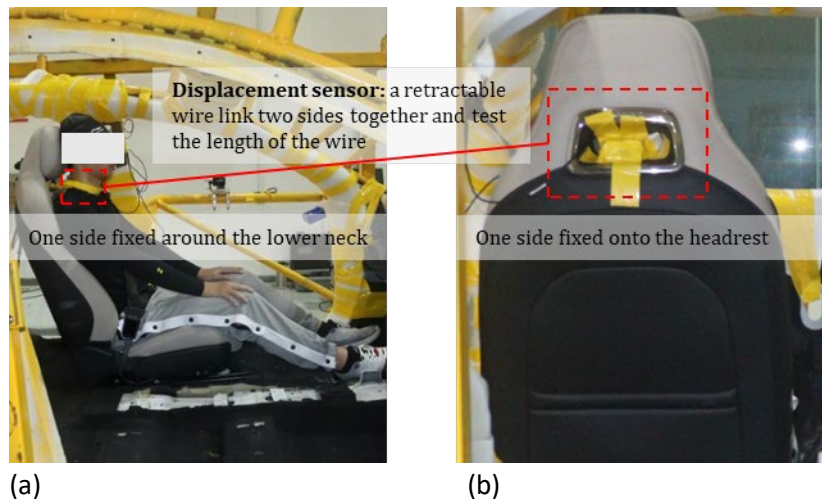 Displacement sensor: a retractable
wire link two sides together and test
the length of the wire
One side fixed around the lower neck
One side fixed onto the headrest
(a)
(b)